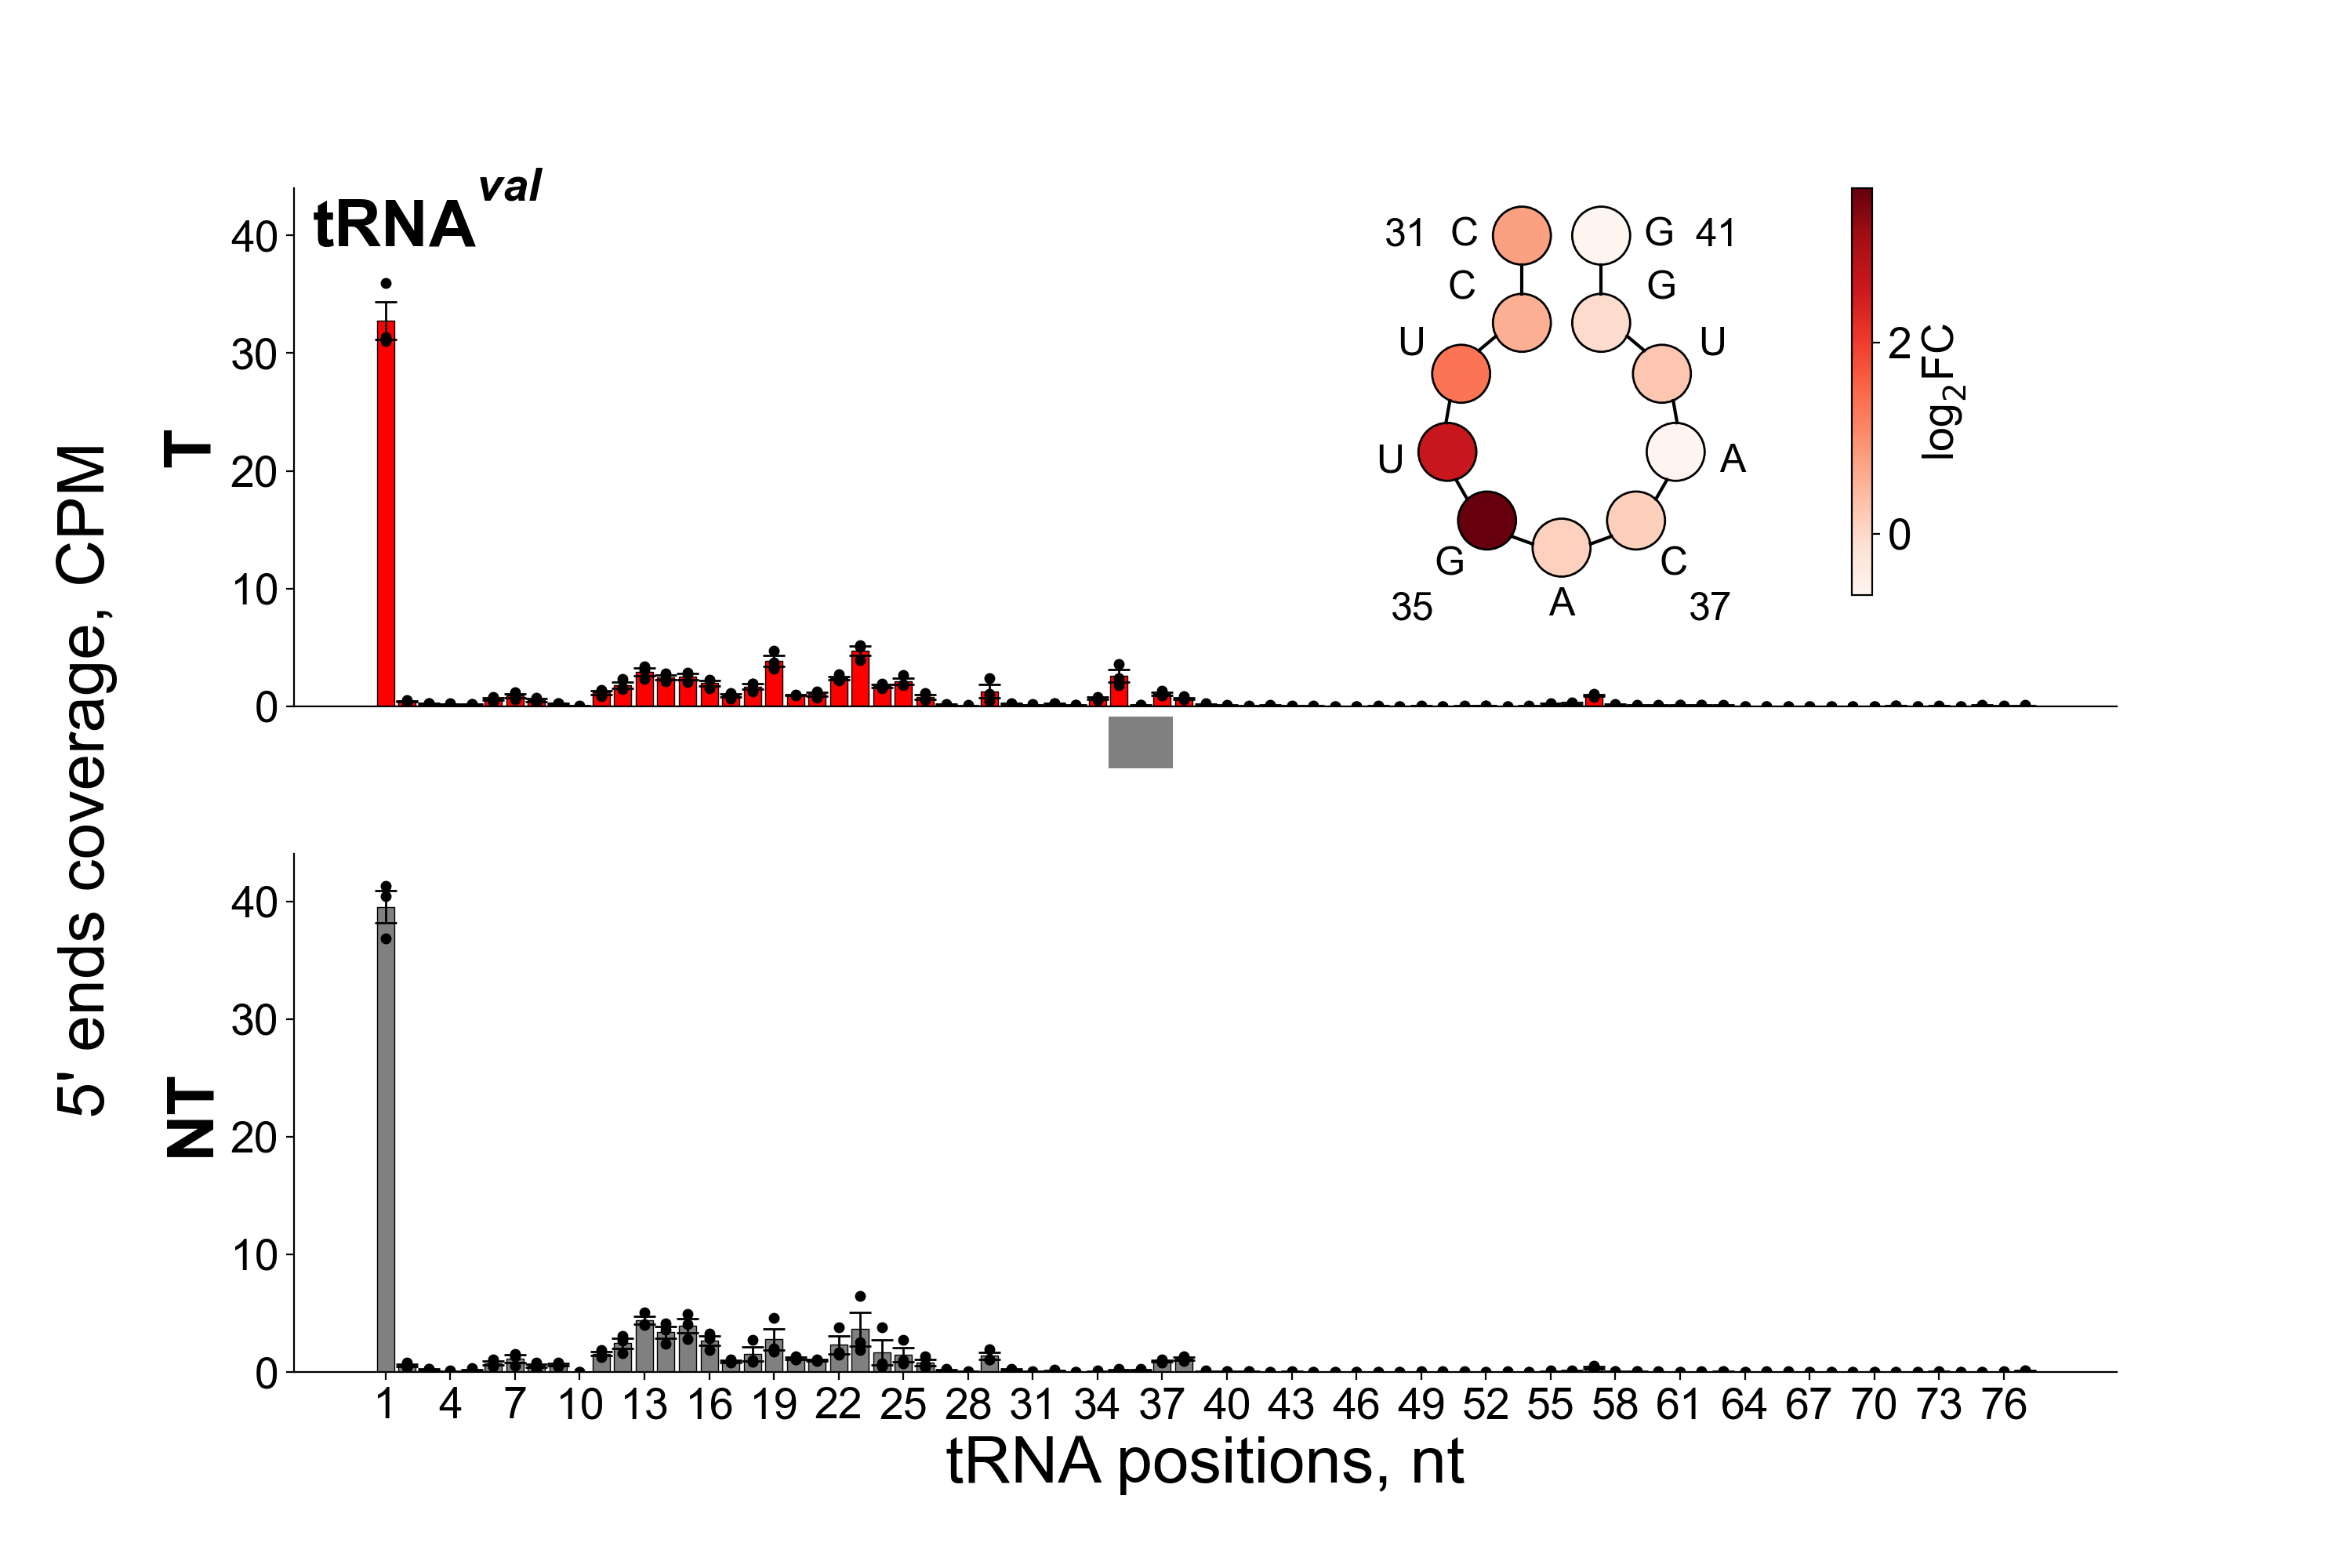 tRNAval
5' ends coverage, CPM
T
40
30
20
10
0
31 C G 41
C G
U U
U A
G C
35 A 37
2
0
log2FC
NT
40
30
20
10
0
1 4 7 10 13 16 19 22 25 28 31 34 37 40 43 46 49 52 55 58 61 64 67 70 73 76
tRNA positions, nt